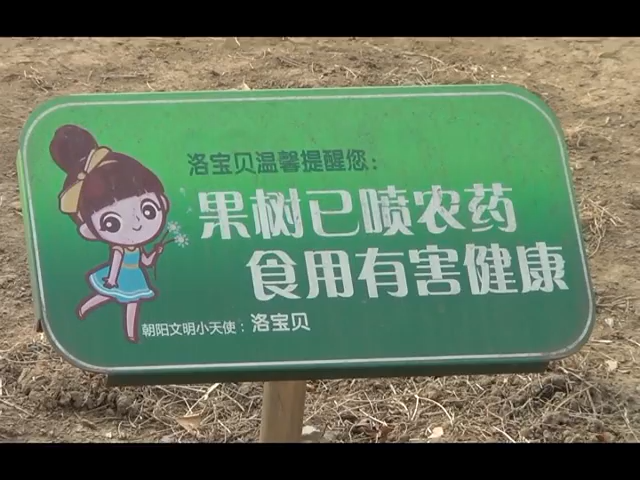 洛宝贝温馨提醒您：
果树已喷农药
食用有害健康
朝阳文明小天使：洛宝贝